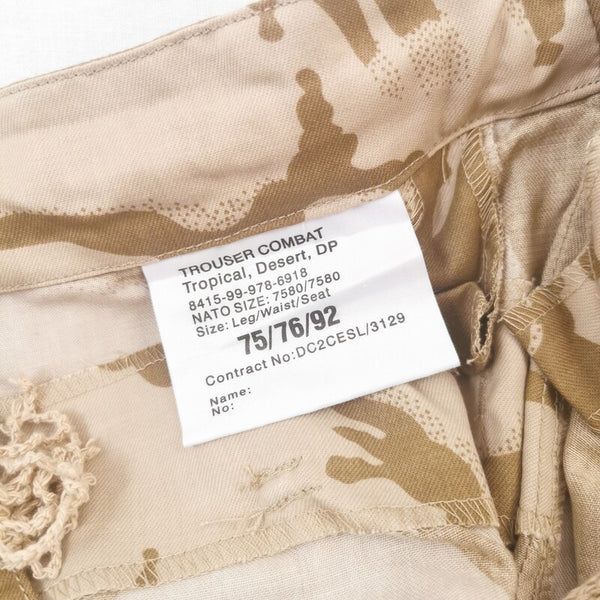 TROUSER COMBAT
Tropical, Desert, DP
8415-99-978-6918
NATO SIZE: 7580/7580
Size: Leg/Waist/Seat
75/76/92
Contract No:DC2CESL/3129
Name:
No: